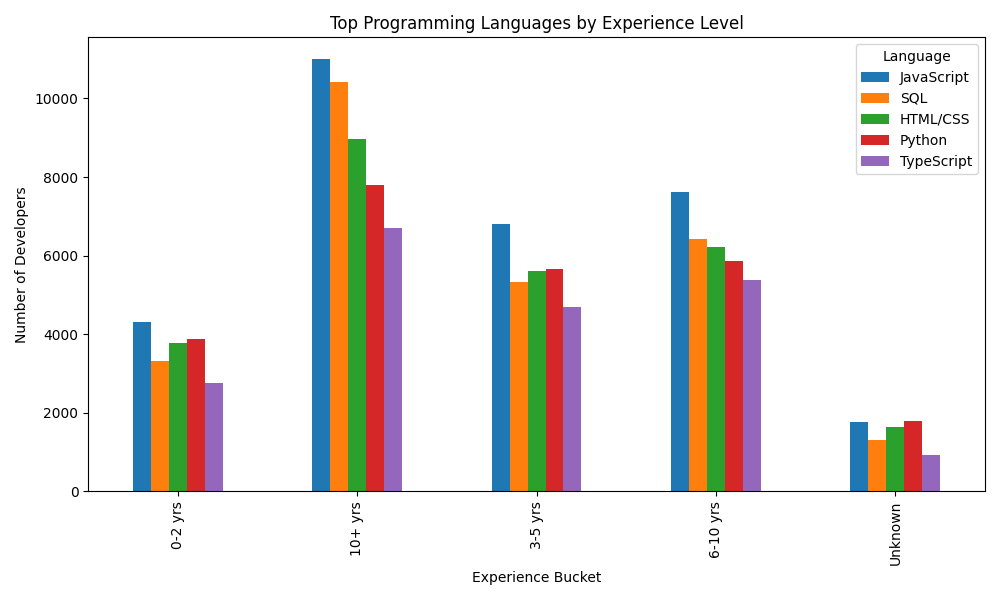 Top Programming Languages by Experience Level
Language
JavaScript
SQL
HTML/CSS
Python
TypeScript
Number of Developers
10000
8000
6000
4000
2000
0
0-2 yrs
10+ yrs
3-5 yrs
6-10 yrs
Unknown
Experience Bucket